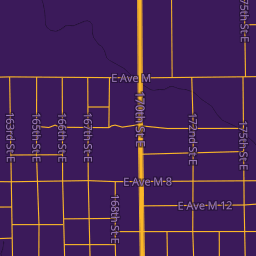 175th St E
E Ave M
163rd St E
165th St E
166th St E
167th St E
170th St E
172nd St E
175th St E
E Ave M-8
168th St E
E Ave M-12